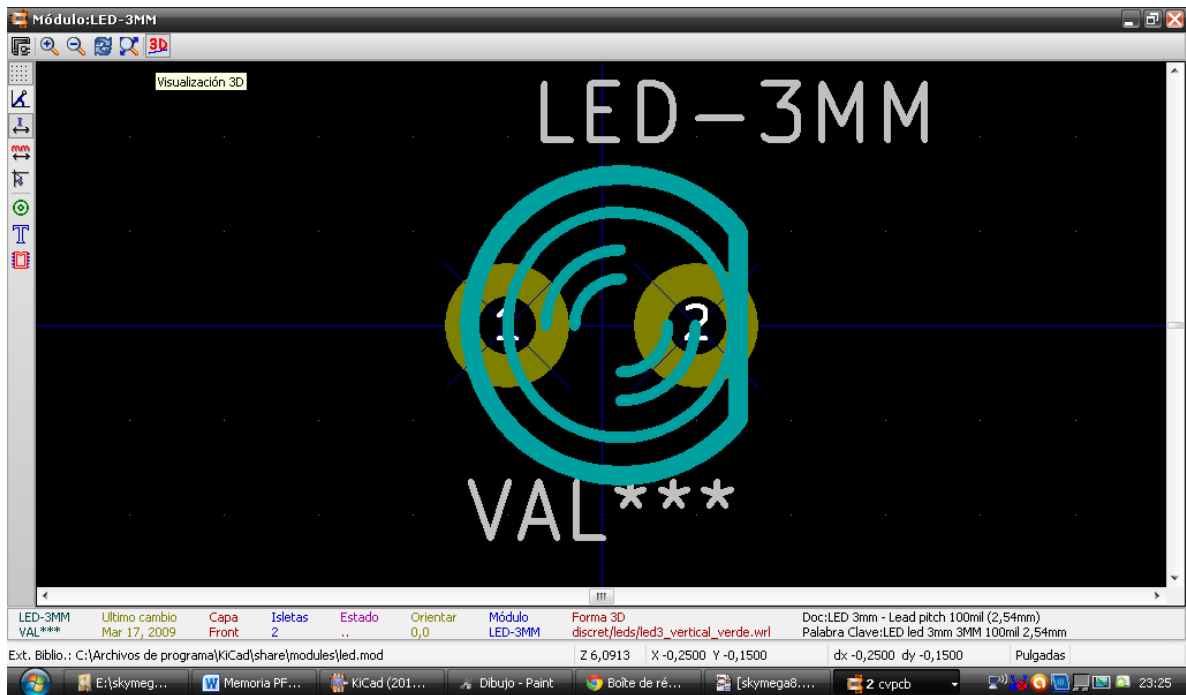 Módulo:LED-3MM
3D
Visualización 3D
mm
LED-3MM
1 2
VAL***
LED-3MM Ultimo cambio Capa Isletas Estado Orientar Módulo Forma 3D Doc:LED 3mm - Lead pitch 100mil (2,54mm)
VAL*** Mar 17, 2009 Front 2 .. 0,0 LED-3MM discret/leds/led3_vertical_verde.wrl Palabra Clave:LED led 3mm 3MM 100mil 2,54mm
Ext. Biblio.: C:\Archivos de programa\KiCad\share\modules\led.mod Z 6,0913 X -0,2500 Y -0,1500 dx -0,2500 dy -0,1500 Pulgadas
E:\skymeg... Memoria PF... KiCad (201... Dibujo - Paint Boîte de ré... [skymega8.... 2 cvpcb 23:25